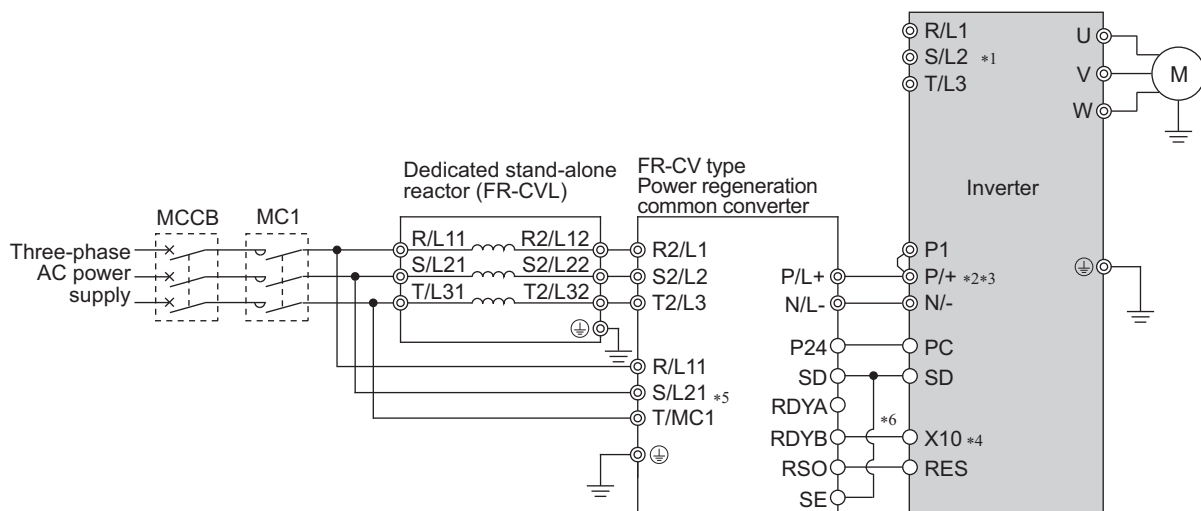 R/L1
S/L2 *1
T/L3
U
V
W
M
Inverter
Dedicated stand-alone
reactor (FR-CVL)
FR-CV type
Power regeneration
common converter
MCCB
MC1
Three-phase
AC power
supply
R/L11
R2/L12
S/L21
S2/L22
T/L31
T2/L32
R2/L1
S2/L2
T2/L3
R/L11
S/L21 *5
T/MC1
P/L+
N/L-
P24
SD
RDYA
RDYB
RSO
SE
*6
P1
P/+ *2*3
N/-
PC
SD
X10 *4
RES